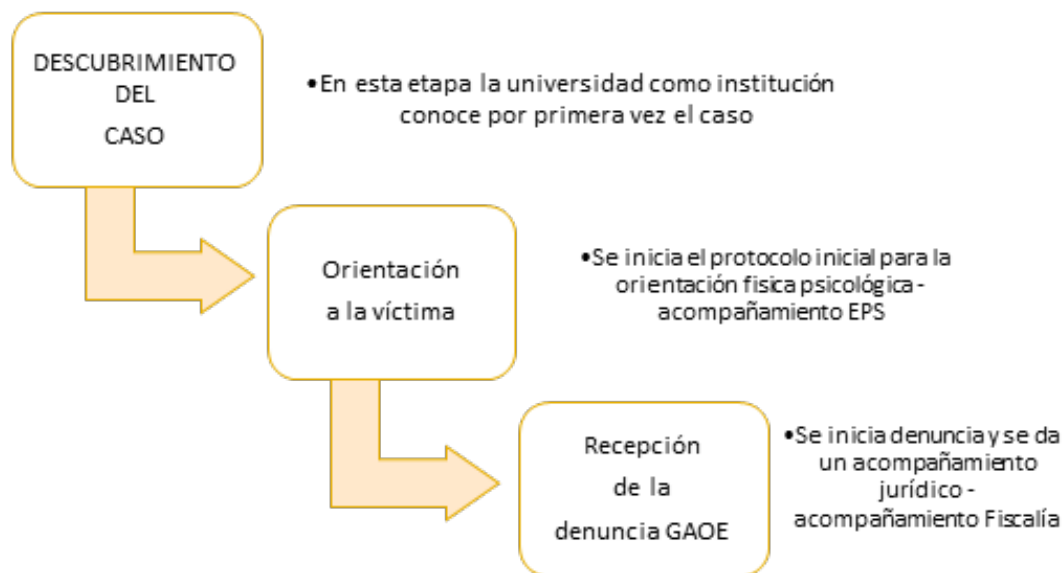 DESCUBRIMIENTO
DEL
CASO
•En esta etapa la universidad como institución
conoce por primera vez el caso
Orientación
a la víctima
•Se inicia el protocolo inicial para la
orientación fisica psicológica -
acompañamiento EPS
Recepción
de la
denuncia GAOE
•Se inicia denuncia y se da
un acompañamiento
jurídico -
acompañamiento Fiscalía